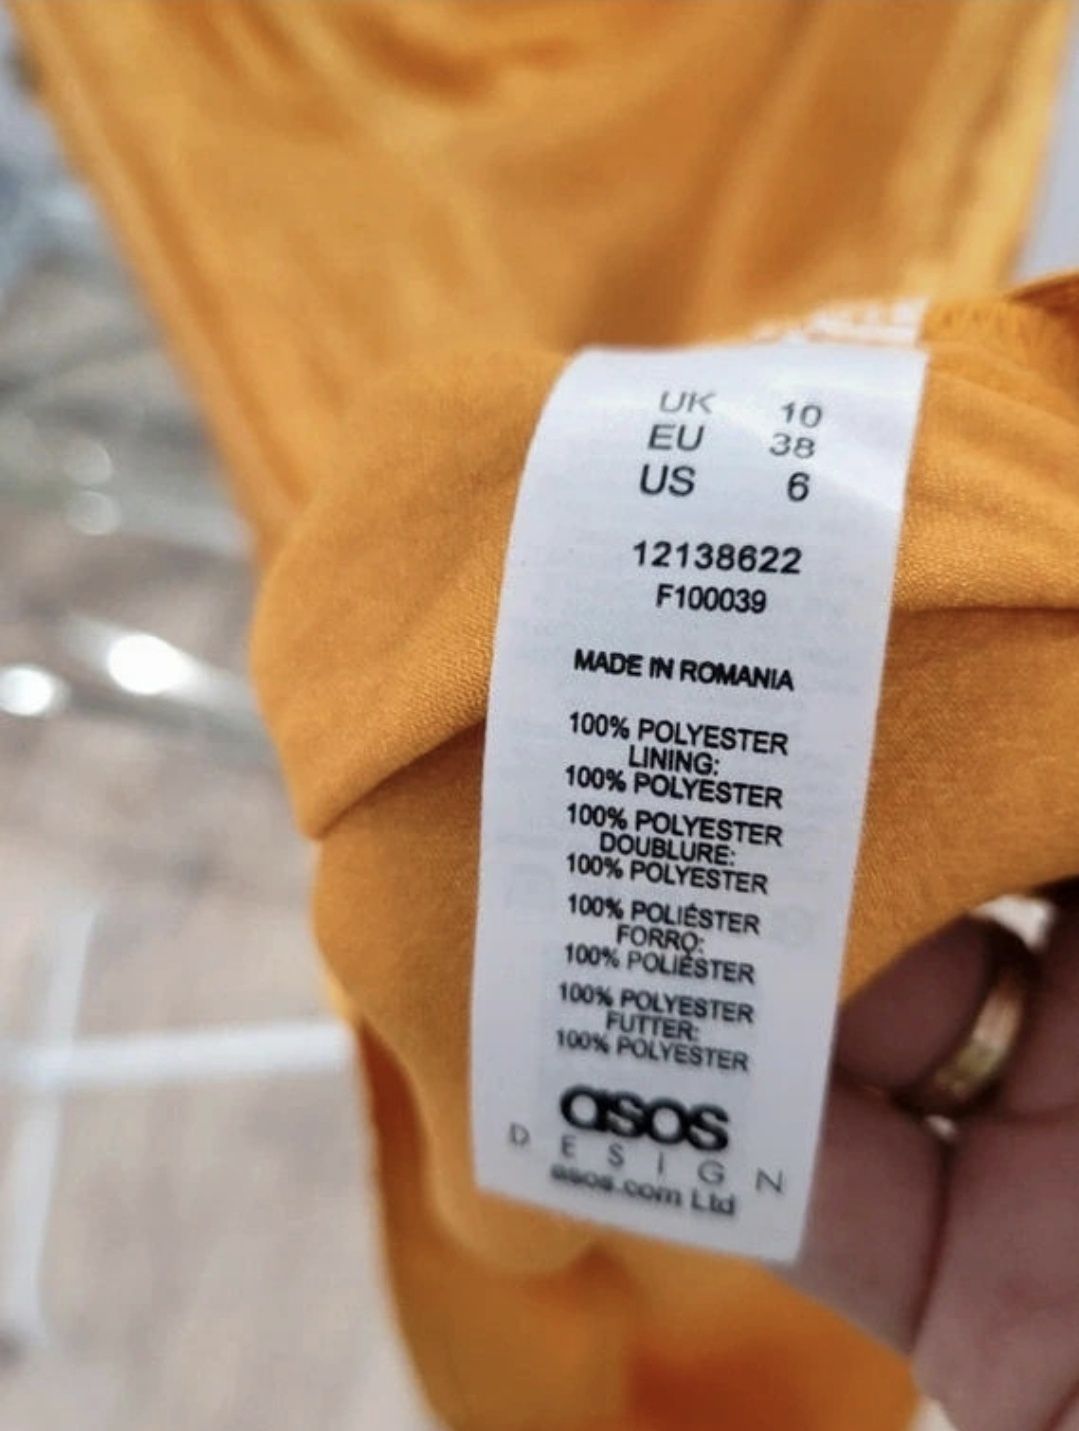 UK 10
EU 38
US 6
12138622
F100039
MADE IN ROMANIA
100% POLYESTER
LINING:
100% POLYESTER
100% POLYESTER
DOUBLURE:
100% POLYESTER
100% POLIÉSTER
FORRO:
100% POLIÉSTER
100% POLYESTER
FUTTER:
100% POLYESTER
asos
DESIGN
asos.com Ltd